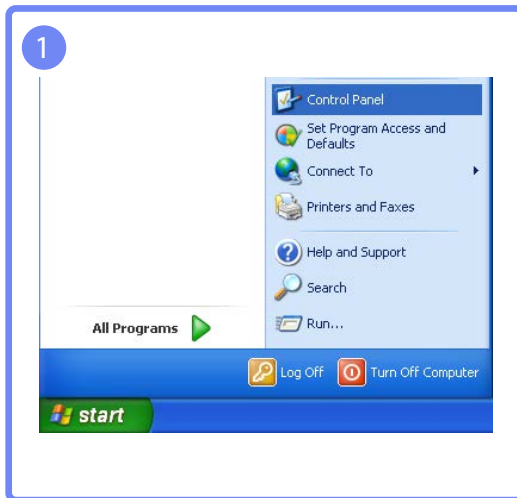 1
Control Panel
Set Program Access and
Defaults
Connect To
Printers and Faxes
Help and Support
Search
Run...
All Programs
Log Off
Turn Off Computer
start